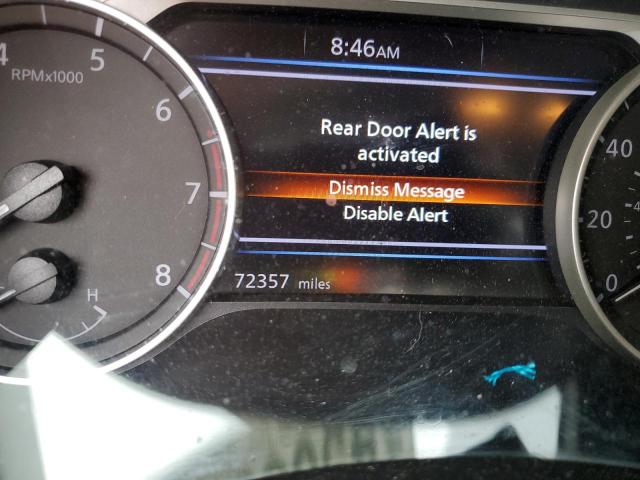 8:46AM
4
5
RPMx1000
6
7
8
H
Rear Door Alert is
activated
Dismiss Message
Disable Alert
72357 miles
40
4
20
0